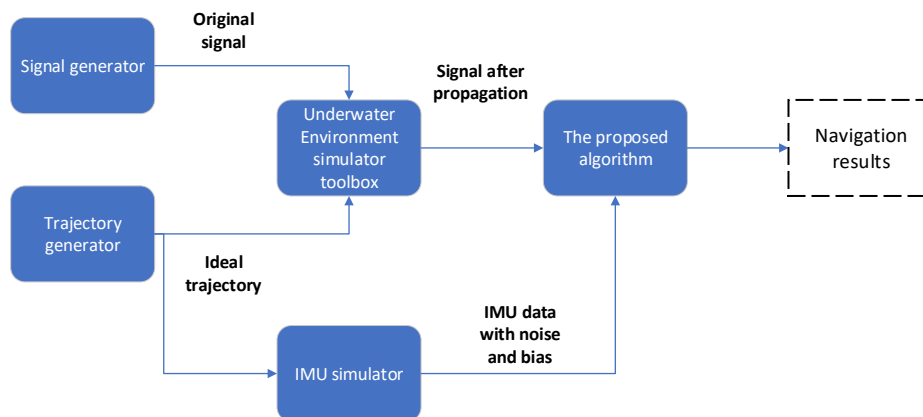 Original
signal
Signal generator
Signal after
propagation
Underwater
Environment
simulator
toolbox
The proposed
algorithm
Navigation
results
Trajectory
generator
Ideal
trajectory
IMU data
with noise
and bias
IMU simulator